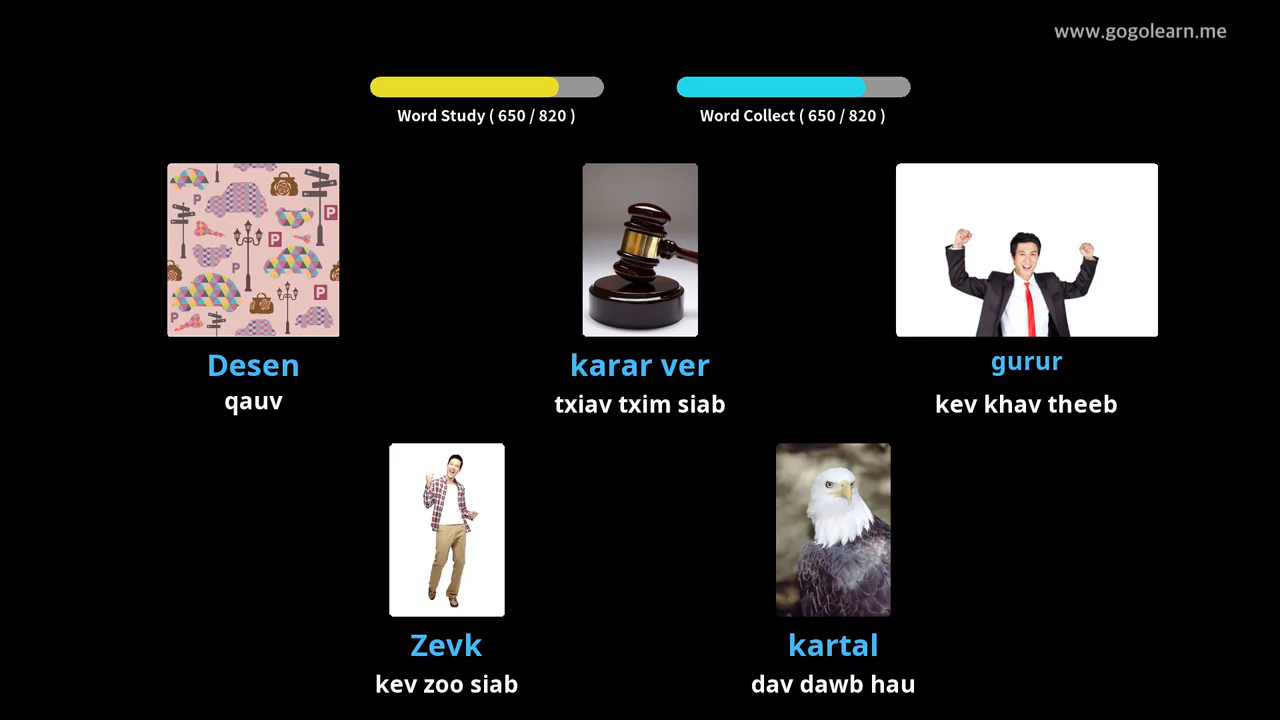 www.gogolearn.me
Word Study ( 650 / 820 )
Word Collect ( 650 / 820 )
P
P
P
P
P
P
Desen
qauv
karar ver
txiav txim siab
gurur
kev khav theeb
Zevk
kev zoo siab
kartal
dav dawb hau